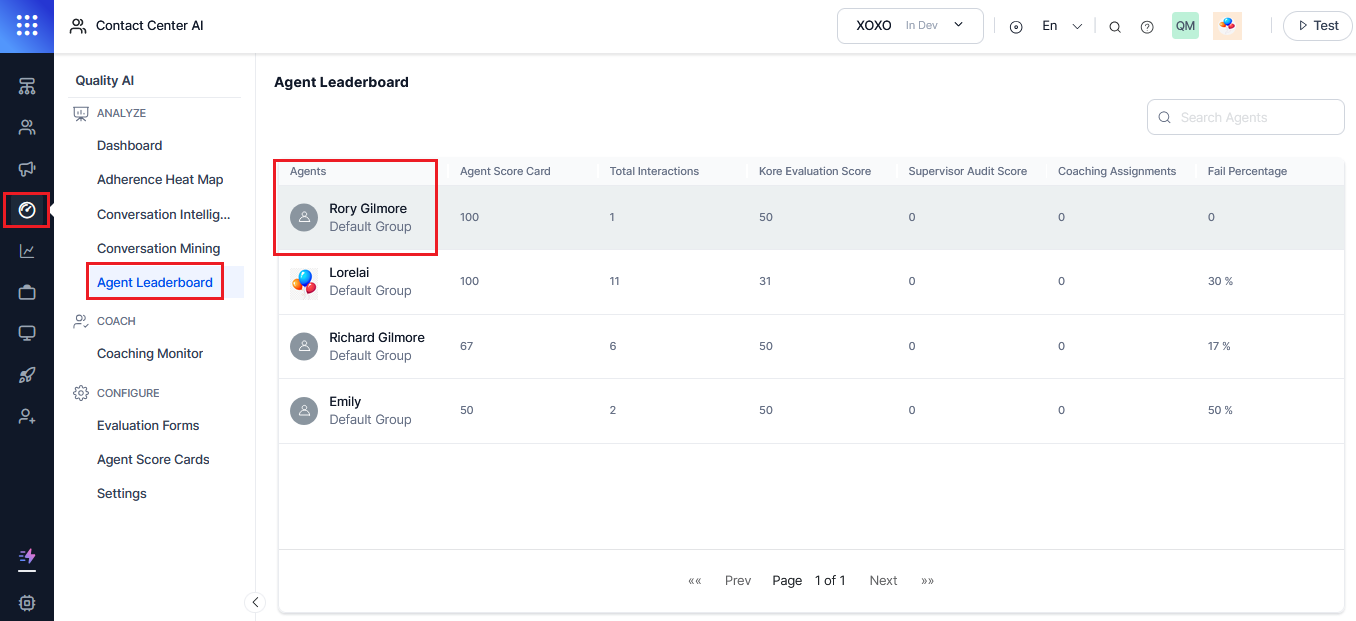 Contact Center AI
XOXO In Dev
En
QM
Test
Quality AI
ANALYZE
Dashboard
Adherence Heat Map
Conversation Intellig...
Conversation Mining
Agent Leaderboard
COACH
Coaching Monitor
CONFIGURE
Evaluation Forms
Agent Score Cards
Settings
Agent Leaderboard
Search Agents
Agents Agent Score Card Total Interactions Kore Evaluation Score Supervisor Audit Score Coaching Assignments Fail Percentage
Rory Gilmore
Default Group 100 1 50 0 0 0
Lorelai
Default Group 100 11 31 0 0 30 %
Richard Gilmore
Default Group 67 6 50 0 0 17 %
Emily
Default Group 50 2 50 0 0 50 %
«« Prev Page 1 of 1 Next »»